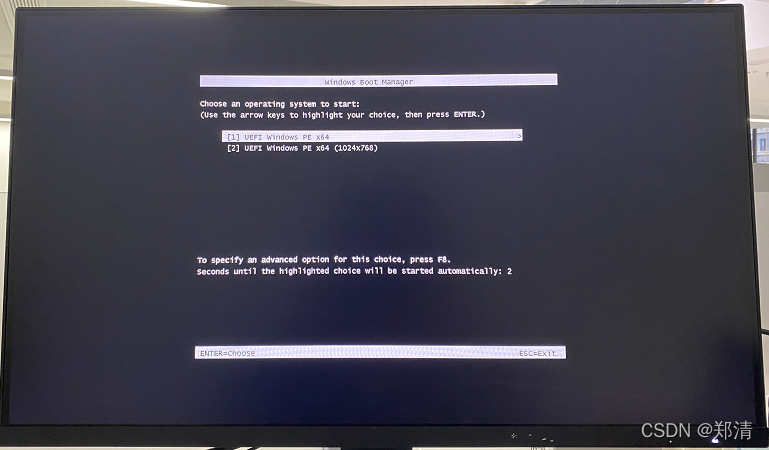 Windows Boot Manager
Choose an operating system to start:
(Use the arrow keys to highlight your choice, then press ENTER.)
[1] UEFI Windows PE x64 >
[2] UEFI Windows PE x64 (1024x768)
To specify an advanced option for this choice, press F8.
Seconds until the highlighted choice will be started automatically: 2
ENTER=Choose ESC=Exit
CSDN @郑清